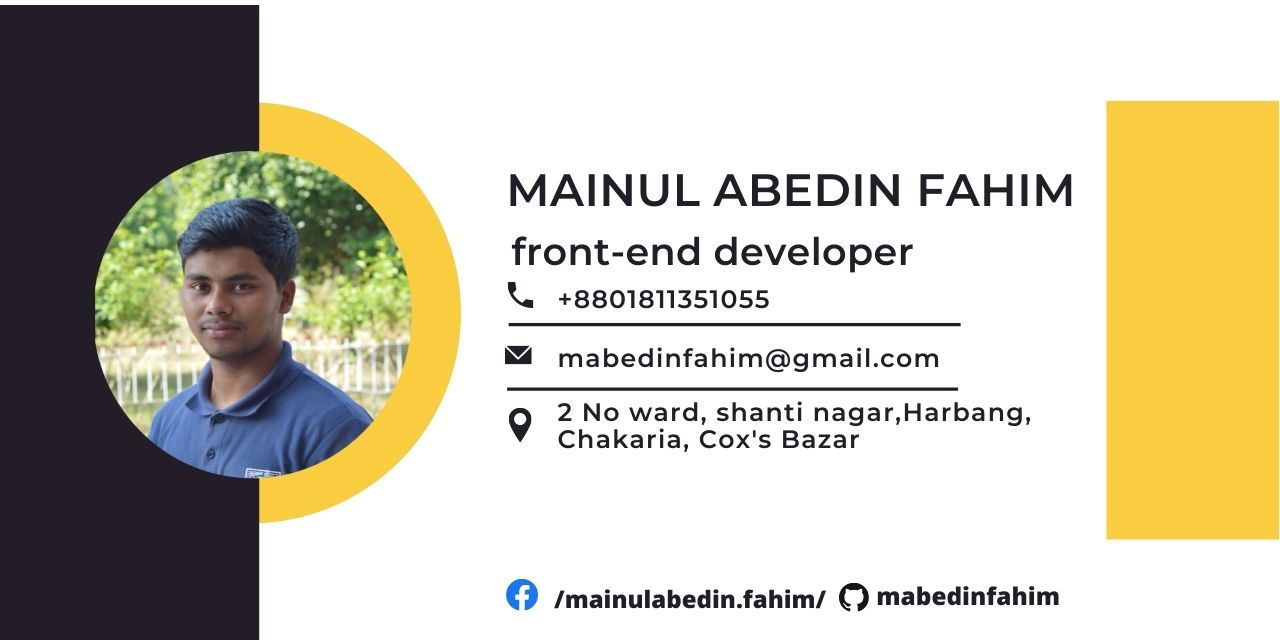 MAINUL ABEDIN FAHIM
front-end developer
+8801811351055
mabedinfahim@gmail.com
2 No ward, shanti nagar,Harbang,
Chakaria, Cox's Bazar
/mainulabedin.fahim/ mabedinfahim